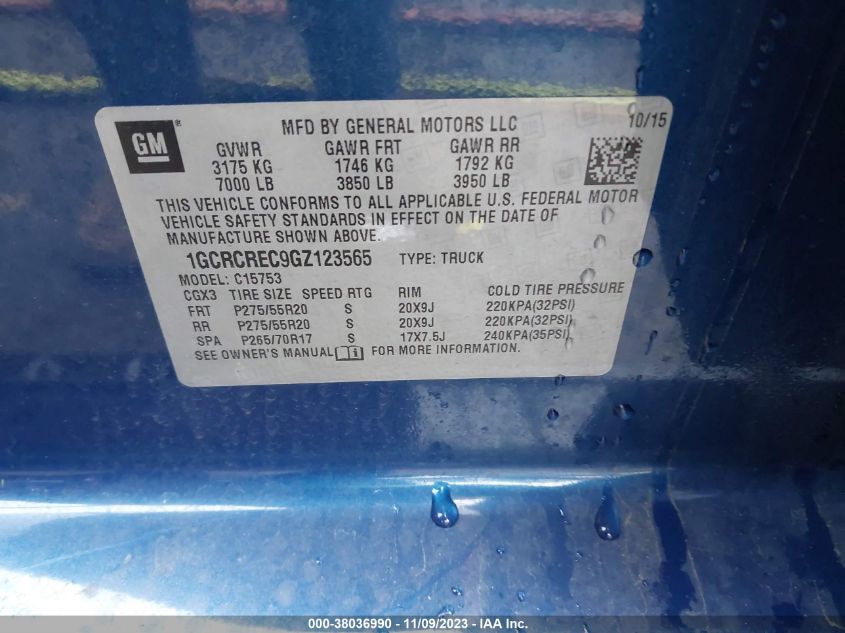 GM
MFD BY GENERAL MOTORS LLC 10/15
GVWR GAWR FRT GAWR RR
3175 KG 1746 KG 1792 KG
7000 LB 3850 LB 3950 LB
THIS VEHICLE CONFORMS TO ALL APPLICABLE U.S. FEDERAL MOTOR
VEHICLE SAFETY STANDARDS IN EFFECT ON THE DATE OF
MANUFACTURE SHOWN ABOVE.
1GCRCREC9GZ123565 TYPE: TRUCK
MODEL: C15753
CGX3 TIRE SIZE SPEED RTG RIM COLD TIRE PRESSURE
FRT P275/55R20 S 20X9J 220KPA(32PSI)
RR P275/55R20 S 20X9J 220KPA(32PSI)
SPA P265/70R17 S 17X7.5J 240KPA(35PSI)
SEE OWNER'S MANUAL FOR MORE INFORMATION.
000-38036990 - 11/09/2023 - IAA Inc.